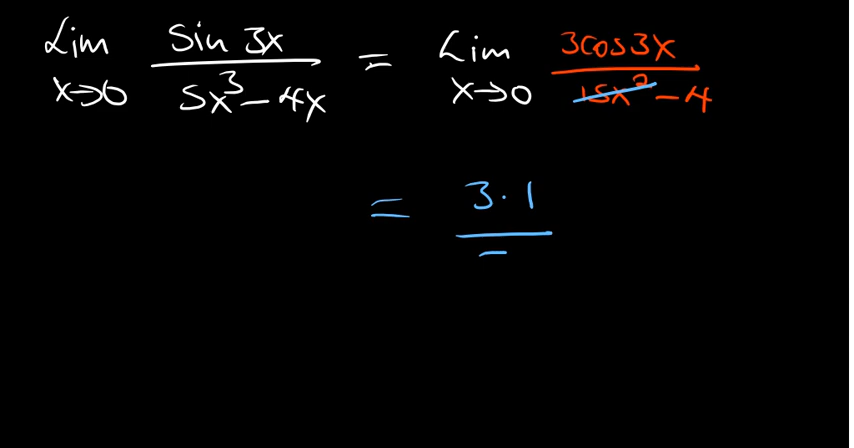 Lim x→0 sin 3x / 5x³ - 4x = Lim x→0 3cos3x / 15x² - 4
= 3·1 / -